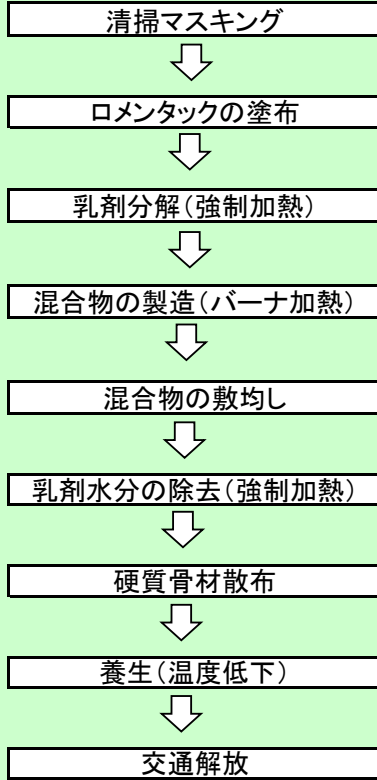 清掃マスキング
ロメンタックの塗布
乳剤分解（強制加熱）
混合物の製造（バーナ加熱）
混合物の敷均し
乳剤水分の除去（強制加熱）
硬質骨材散布
養生（温度低下）
交通解放